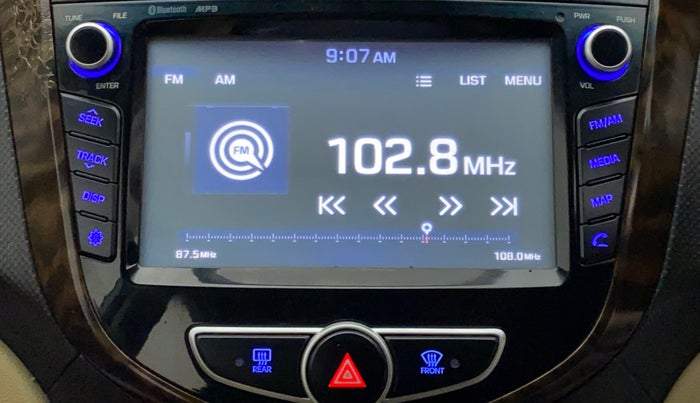 TUNE FILE Bluetooth MP3 PWR PUSH
9:07 AM
ENTER VOL
FM AM LIST MENU
SEEK FM/AM
FM
102.8 MHz
TRACK MEDIA
DISP MAP
87.5 MHz 108.0 MHz
REAR FRONT